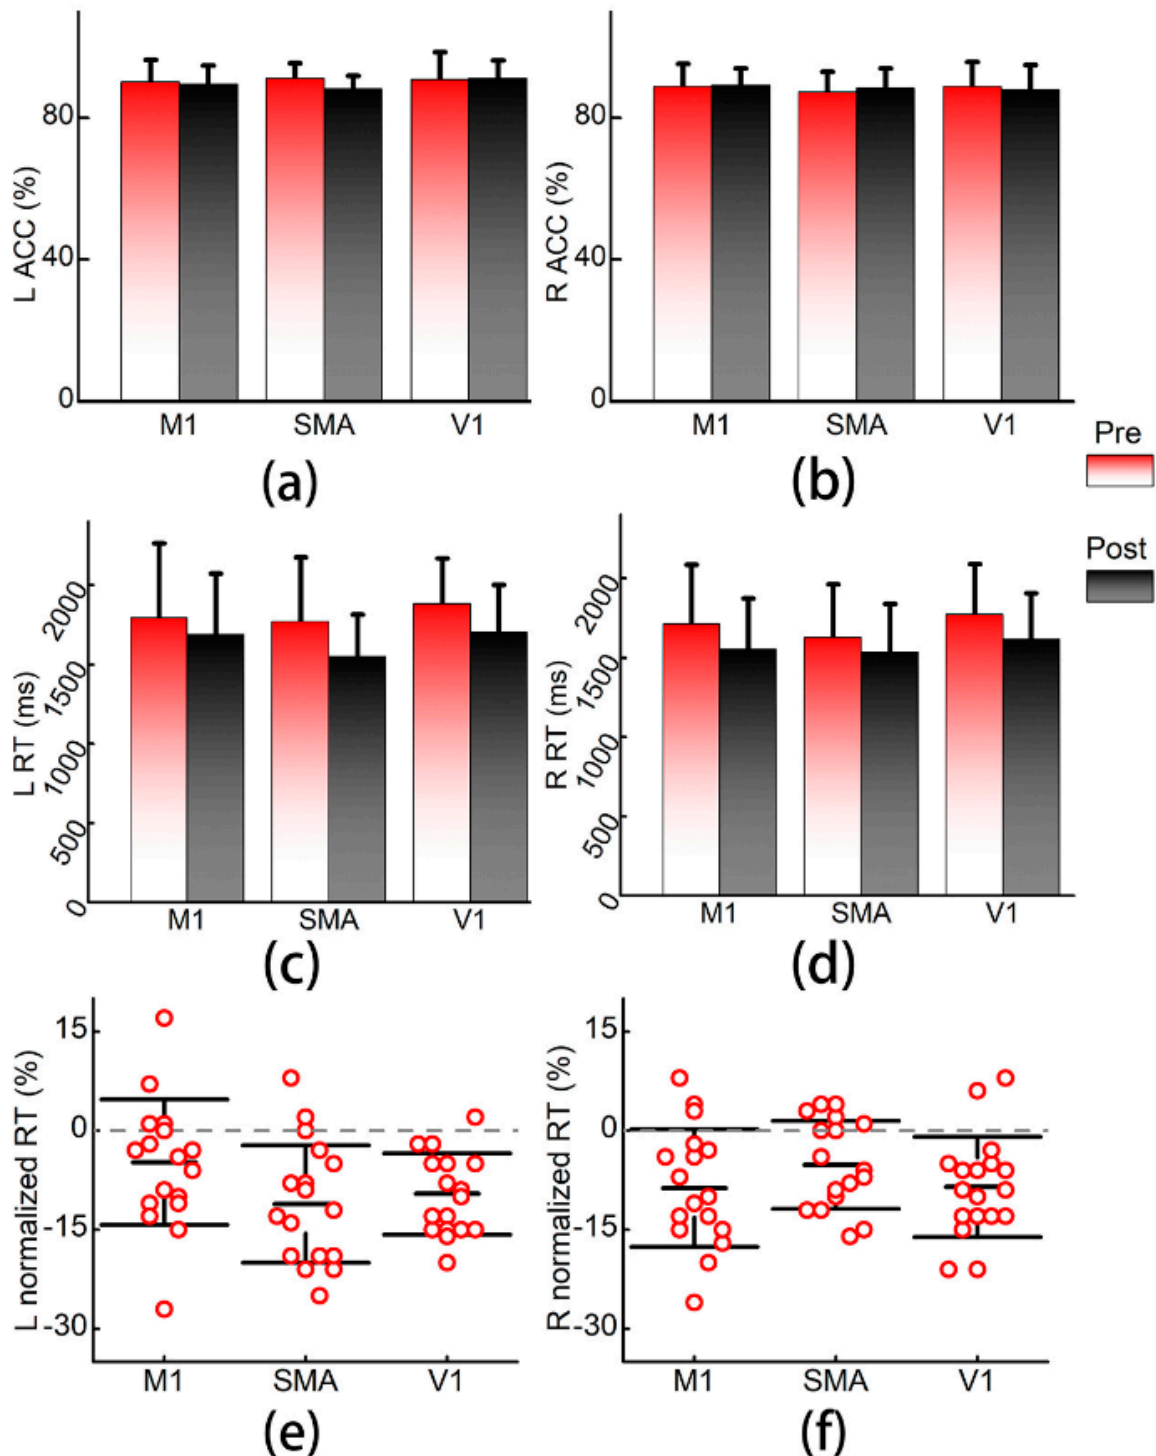 L ACC (%)
80
40
0
M1 SMA V1
(a)
R ACC (%)
80
40
0
M1 SMA V1
(b)
Pre
Post
L RT (ms)
2000
1500
1000
500
0
M1 SMA V1
(c)
R RT (ms)
2000
1500
1000
500
0
M1 SMA V1
(d)
L normalized RT (%)
15
0
-15
-30
M1 SMA V1
(e)
R normalized RT (%)
15
0
-15
-30
M1 SMA V1
(f)